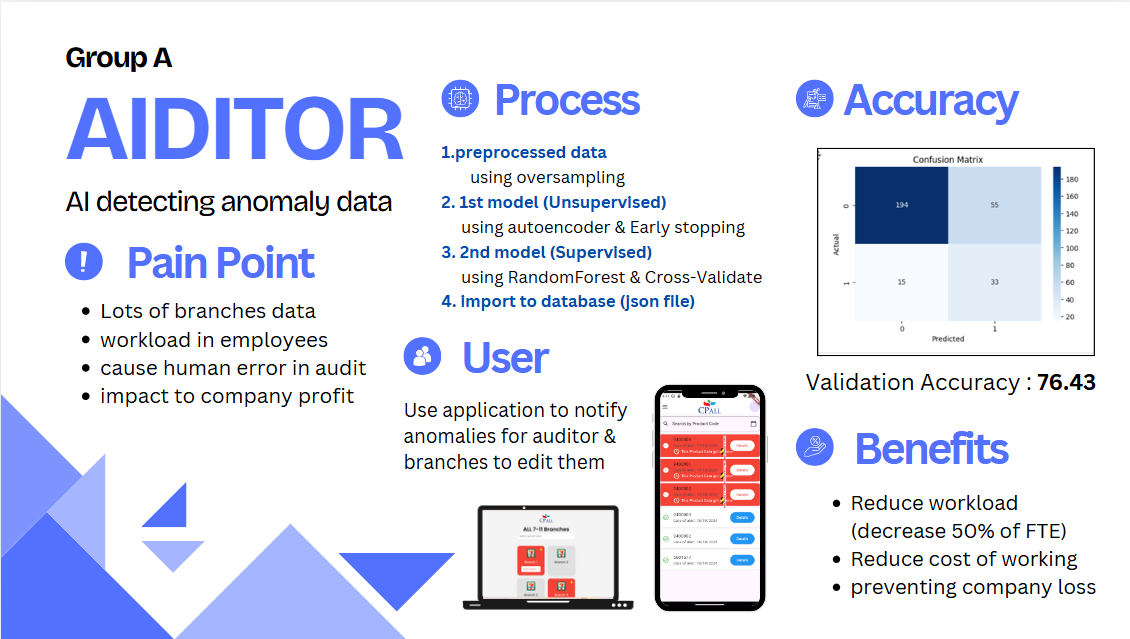 Group A
AIDITOR
AI detecting anomaly data
Pain Point
Lots of branches data
workload in employees
cause human error in audit
impact to company profit
Process
1.preprocessed data
using oversampling
2. 1st model (Unsupervised)
using autoencoder & Early stopping
3. 2nd model (Supervised)
using RandomForest & Cross-Validate
4. import to database (json file)
User
Use application to notify
anomalies for auditor &
branches to edit them
CPALL
ALL 7-11 Branches
CPALL
Search by Product Code
Details
Details
Details
Details
Details
Details
Accuracy
Confusion Matrix
Actual
0
1
194
55
15
33
0
1
Predicted
180
160
140
120
100
80
60
40
20
Validation Accuracy : 76.43
Benefits
Reduce workload
(decrease 50% of FTE)
Reduce cost of working
preventing company loss